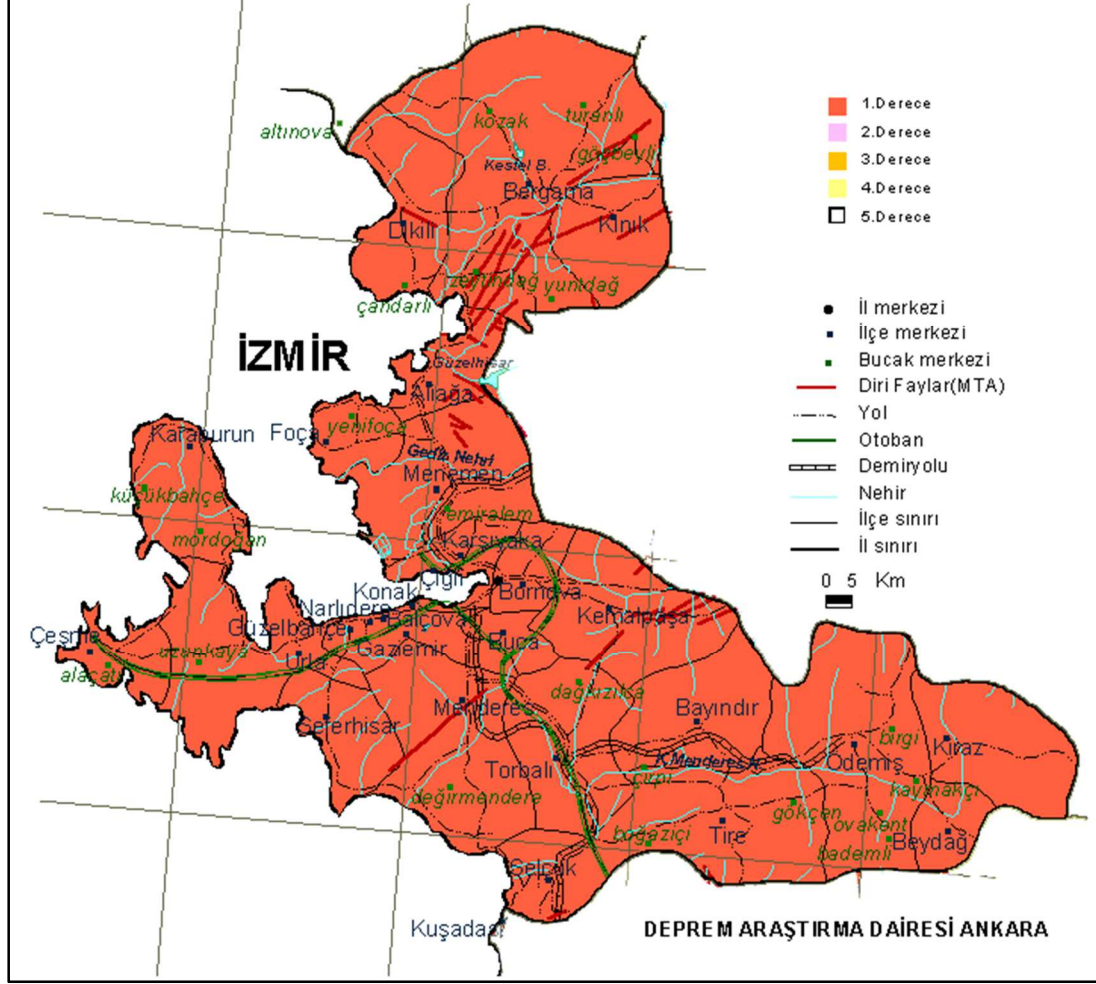 altınova
kozak
turanlı
göçbeyli
Kestel B.
Bergama
Dikili
Kınık
zeytindağ
yuntdağ
çandarlı
İZMİR
Güzelhisar
Aliağa
Karaburun
Foça
yenifoça
Gediz Nehri
Menemen
küçükbahçe
emiralem
mordoğan
Karşıyaka
Çiğli
Konak
Bornova
Narlıdere
Balçova
Kemalpaşa
Güzelbahçe
Çeşme
uzunkaya
Urla
Gaziemir
Buca
alaçatı
dağkızılca
Seferhisar
Menderes
Bayındır
birgi
Kiraz
Torbalı
K.Menderes N.
Ödemiş
çırpı
kaymakçı
değirmendere
gökçen
ovakent
boğaziçi
Tire
Beydağ
bademli
Selçuk
Kuşadası
1.Derece
2.Derece
3.Derece
4.Derece
5.Derece
İl merkezi
İlçe merkezi
Bucak merkezi
Diri Faylar(MTA)
Yol
Otoban
Demiryolu
Nehir
İlçe sınırı
İl sınırı
0 5 Km
DEPREM ARAŞTIRMA DAİRESİ ANKARA